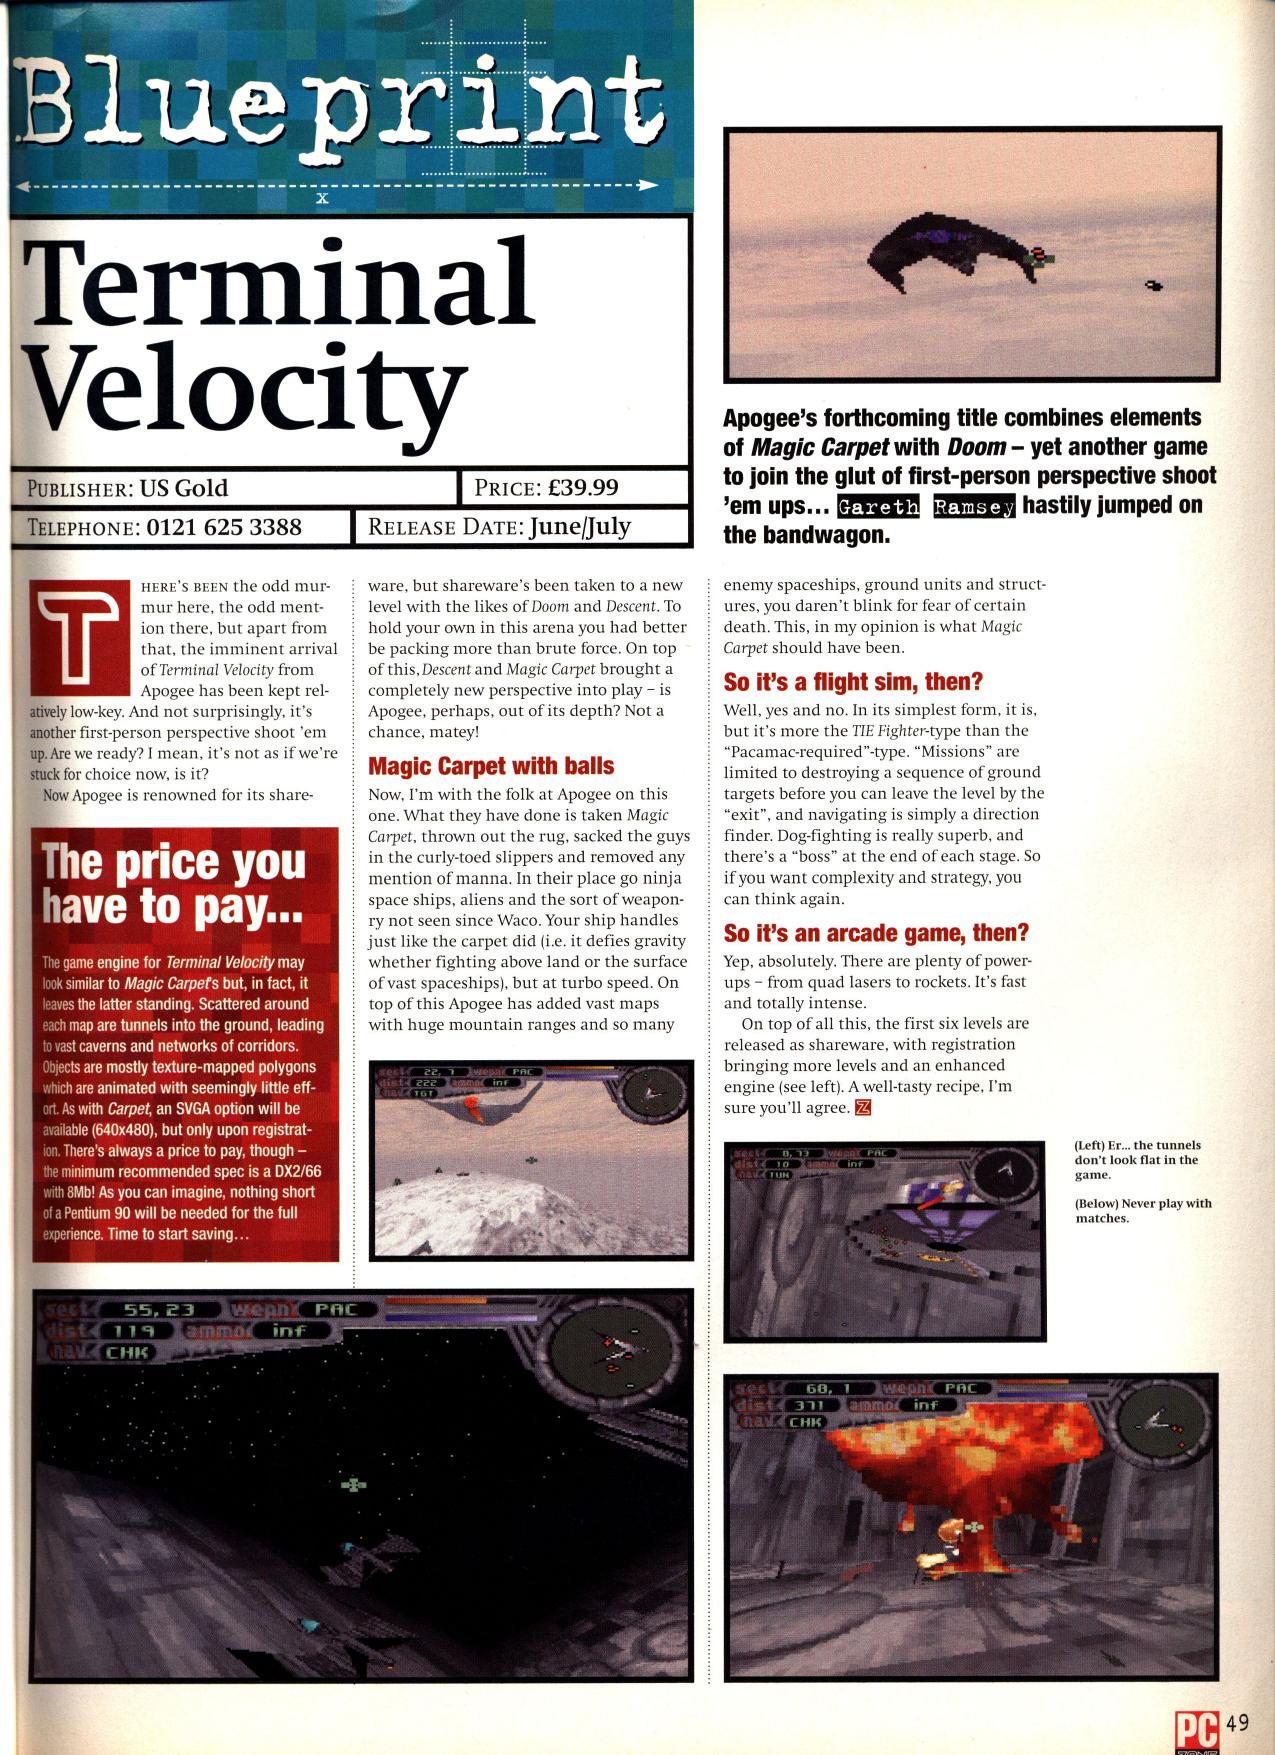 Blueprint
x
Terminal
Velocity
PUBLISHER: US Gold
PRICE: £39.99
TELEPHONE: 0121 625 3388
RELEASE DATE: June/July
Apogee's forthcoming title combines elements
of Magic Carpet with Doom – yet another game
to join the glut of first-person perspective shoot
'em ups... Gareth Ramsey hastily jumped on
the bandwagon.
THERE'S BEEN the odd mur-
mur here, the odd ment-
ion there, but apart from
that, the imminent arrival
of Terminal Velocity from
Apogee has been kept rel-
atively low-key. And not surprisingly, it's
another first-person perspective shoot 'em
up. Are we ready? I mean, it's not as if we're
stuck for choice now, is it?
Now Apogee is renowned for its share-
ware, but shareware's been taken to a new
level with the likes of Doom and Descent. To
hold your own in this arena you had better
be packing more than brute force. On top
of this, Descent and Magic Carpet brought a
completely new perspective into play – is
Apogee, perhaps, out of its depth? Not a
chance, matey!
Magic Carpet with balls
Now, I'm with the folk at Apogee on this
one. What they have done is taken Magic
Carpet, thrown out the rug, sacked the guys
in the curly-toed slippers and removed any
mention of manna. In their place go ninja
space ships, aliens and the sort of weapon-
ry not seen since Waco. Your ship handles
just like the carpet did (i.e. it defies gravity
whether fighting above land or the surface
of vast spaceships), but at turbo speed. On
top of this Apogee has added vast maps
with huge mountain ranges and so many
enemy spaceships, ground units and struct-
ures, you daren't blink for fear of certain
death. This, in my opinion is what Magic
Carpet should have been.
So it's a flight sim, then?
Well, yes and no. In its simplest form, it is,
but it's more the TIE Fighter-type than the
"Pacamac-required"-type. "Missions" are
limited to destroying a sequence of ground
targets before you can leave the level by the
"exit", and navigating is simply a direction
finder. Dog-fighting is really superb, and
there's a "boss" at the end of each stage. So
if you want complexity and strategy, you
can think again.
So it's an arcade game, then?
Yep, absolutely. There are plenty of power-
ups – from quad lasers to rockets. It's fast
and totally intense.
On top of all this, the first six levels are
released as shareware, with registration
bringing more levels and an enhanced
engine (see left). A well-tasty recipe, I'm
sure you'll agree. Z
The price you
have to pay...
The game engine for Terminal Velocity may
look similar to Magic Carpet's but, in fact, it
leaves the latter standing. Scattered around
each map are tunnels into the ground, leading
to vast caverns and networks of corridors.
Objects are mostly texture-mapped polygons
which are animated with seemingly little eff-
ort. As with Carpet, an SVGA option will be
available (640x480), but only upon registrat-
ion. There's always a price to pay, though –
the minimum recommended spec is a DX2/66
with 8Mb! As you can imagine, nothing short
of a Pentium 90 will be needed for the full
experience. Time to start saving...
sect 22, 7 wepn PAC
dist 222 ammo inf
nav TGT
sect 8, 73 wepn PAC
dist 10 ammo inf
nav TUN
(Left) Er... the tunnels
don't look flat in the
game.
(Below) Never play with
matches.
sect 55, 23 wepn PAC
dist 119 ammo inf
nav CHK
sect 68, 1 wepn PAC
dist 371 ammo inf
nav CHK
PC
ZONE
49